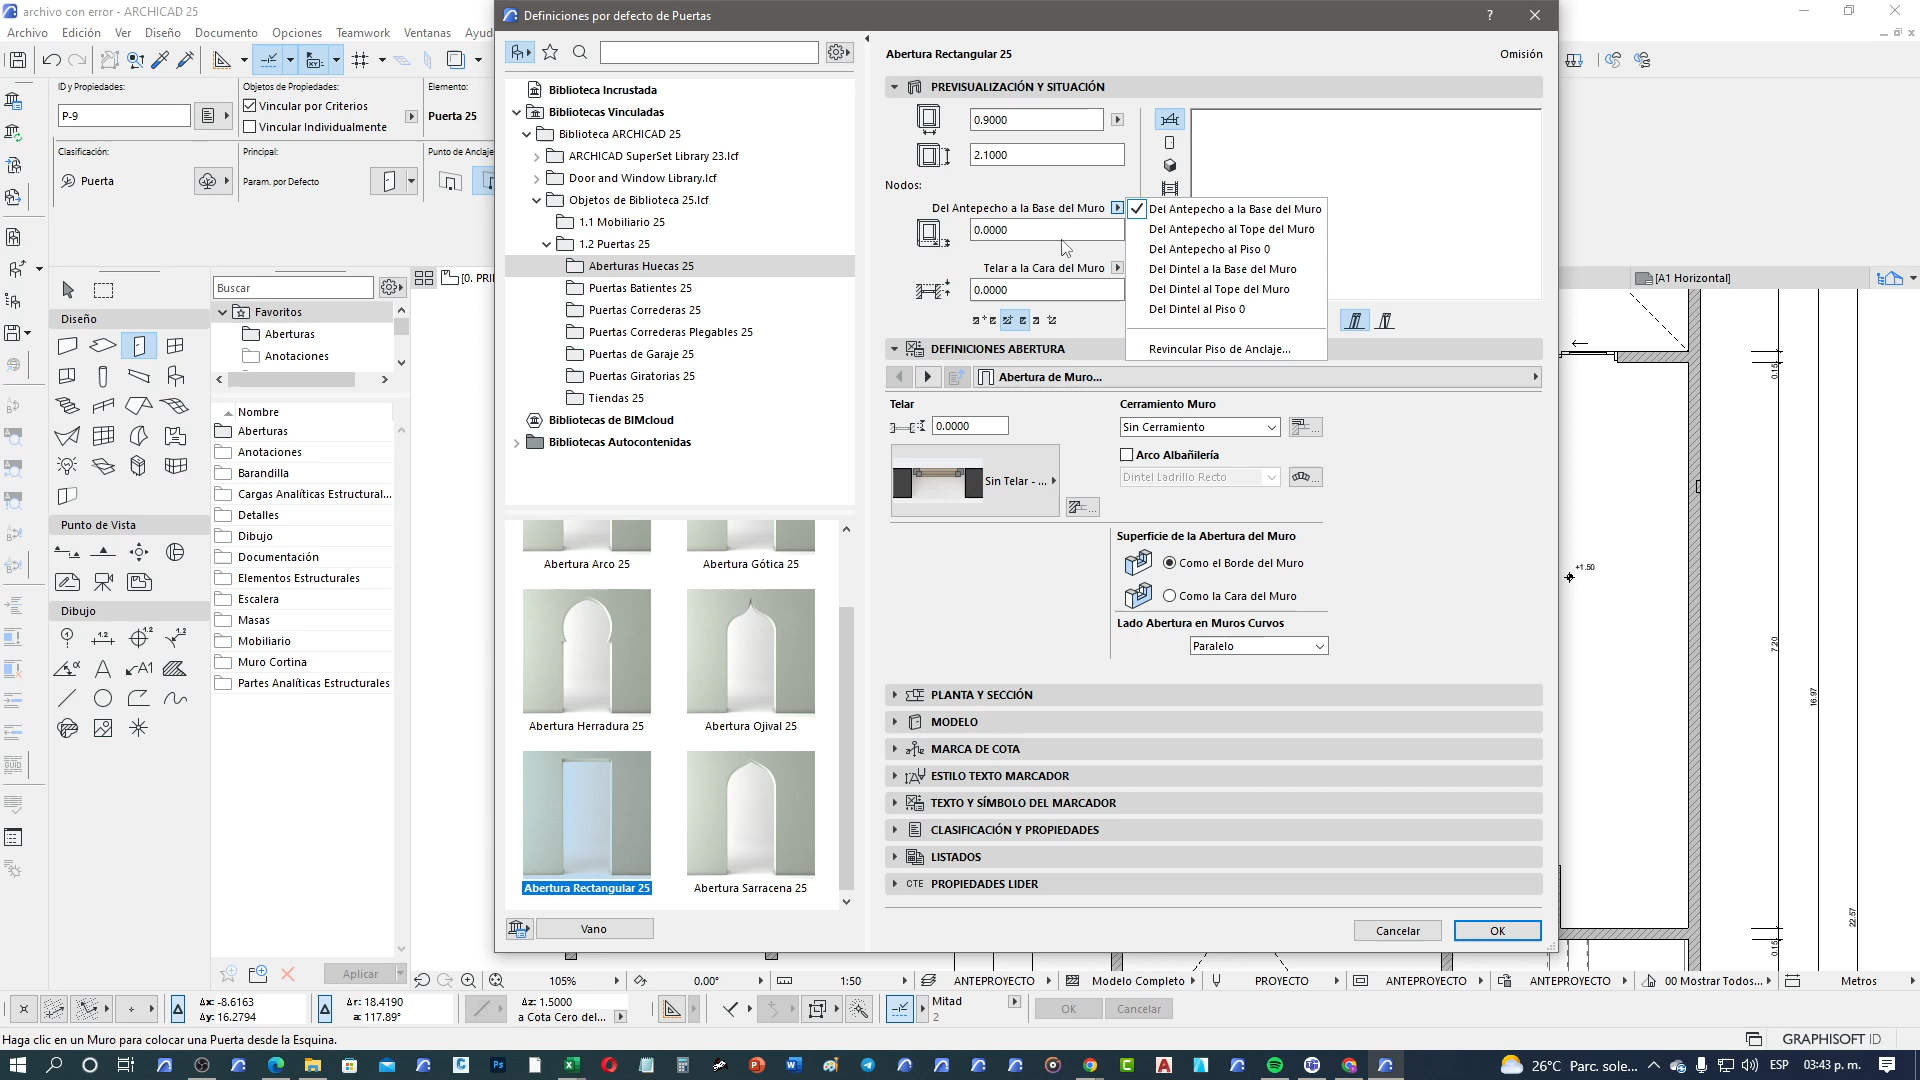 archivo con error - ARCHICAD 25
Archivo Edición Ver Diseño Documento Opciones Teamwork Ventanas Ayud
ID y Propiedades:
P-9
Objetos de Propiedades:
Vincular por Criterios
Vincular Individualmente
Elemento:
Puerta 25
Clasificación:
Puerta
Principal:
Param. por Defecto
Punto de Anclaje
Definiciones por defecto de Puertas
Biblioteca Incrustada
Bibliotecas Vinculadas
Biblioteca ARCHICAD 25
ARCHICAD SuperSet Library 23.lcf
Door and Window Library.lcf
Objetos de Biblioteca 25.lcf
1.1 Mobiliario 25
1.2 Puertas 25
Aberturas Huecas 25
Puertas Batientes 25
Puertas Correderas 25
Puertas Correderas Plegables 25
Puertas de Garaje 25
Puertas Giratorias 25
Tiendas 25
Bibliotecas de BIMcloud
Bibliotecas Autocontenidas
Abertura Arco 25
Abertura Gótica 25
Abertura Herradura 25
Abertura Ojival 25
Abertura Rectangular 25
Abertura Sarracena 25
Vano
Abertura Rectangular 25
Omisión
PREVISUALIZACIÓN Y SITUACIÓN
0.9000
2.1000
Nodos:
Del Antepecho a la Base del Muro
0.0000
Telar a la Cara del Muro
0.0000
Del Antepecho a la Base del Muro
Del Antepecho al Tope del Muro
Del Antepecho al Piso 0
Del Dintel a la Base del Muro
Del Dintel al Tope del Muro
Del Dintel al Piso 0
Revincular Piso de Anclaje...
DEFINICIONES ABERTURA
Abertura de Muro...
Telar
0.0000
Sin Telar - ...
Cerramiento Muro
Sin Cerramiento
Arco Albañilería
Dintel Ladrillo Recto
Superficie de la Abertura del Muro
Como el Borde del Muro
Como la Cara del Muro
Lado Abertura en Muros Curvos
Paralelo
PLANTA Y SECCIÓN
MODELO
MARCA DE COTA
ESTILO TEXTO MARCADOR
TEXTO Y SÍMBOLO DEL MARCADOR
CLASIFICACIÓN Y PROPIEDADES
LISTADOS
CTE PROPIEDADES LIDER
Cancelar
OK
Diseño
Punto de Vista
Dibujo
Buscar
Favoritos
Aberturas
Anotaciones
Nombre
Aberturas
Anotaciones
Barandilla
Cargas Analíticas Estructural...
Detalles
Dibujo
Documentación
Elementos Estructurales
Escalera
Masas
Mobiliario
Muro Cortina
Partes Analíticas Estructurales
Aplicar
[0. PRI
[A1 Horizontal]
0.15
+1.50
7.20
16.97
22.57
0.15
105%
0.00°
1:50
ANTEPROYECTO
Modelo Completo
PROYECTO
ANTEPROYECTO
ANTEPROYECTO
00 Mostrar Todos...
Metros
Δx: -8.6163
Δy: 16.2794
Δr: 18.4190
a: 117.89°
Δz: 1.5000
a Cota Cero del...
Mitad
2
OK
Cancelar
Haga clic en un Muro para colocar una Puerta desde la Esquina.
GRAPHISOFT ID
26°C Parc. sole...
ESP
03:43 p. m.